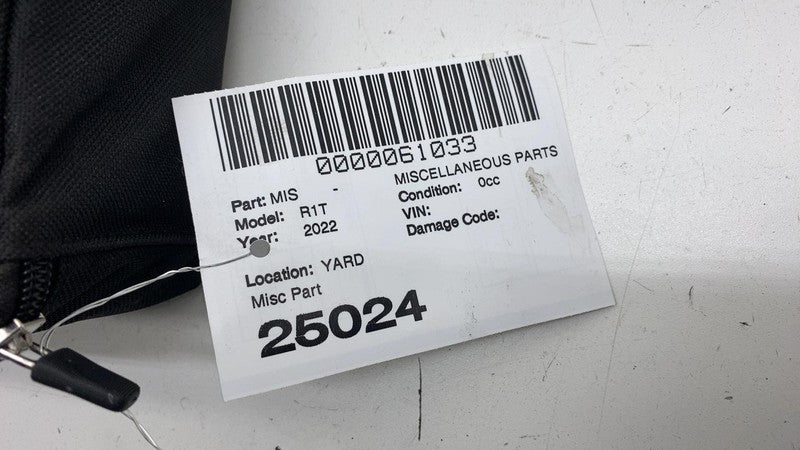 0000061033
Part: MIS - MISCELLANEOUS PARTS
Model: R1T Condition: 0cc
Year: 2022 VIN:
Damage Code:
Location: YARD
Misc Part
25024